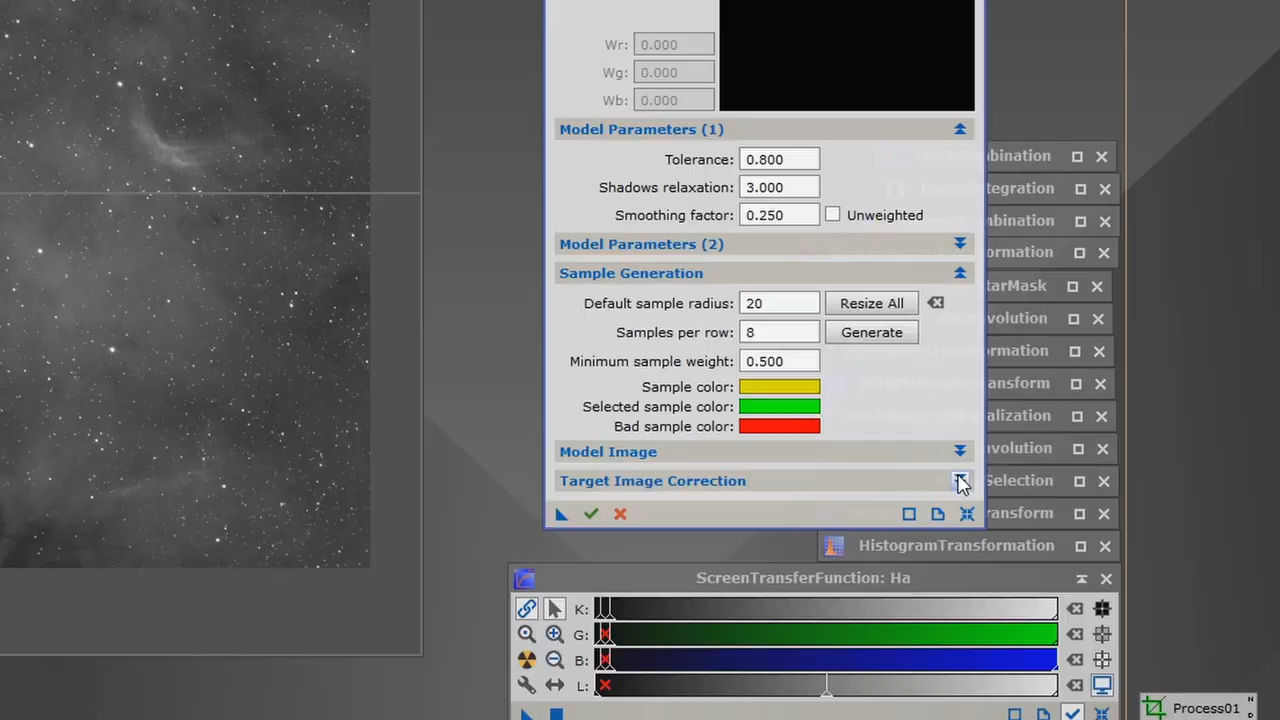 Wr: 0.000
Wg: 0.000
Wb: 0.000
Model Parameters (1)
Tolerance: 0.800
Shadows relaxation: 3.000
Smoothing factor: 0.250 Unweighted
Model Parameters (2)
Sample Generation
Default sample radius: 20 Resize All
Samples per row: 8 Generate
Minimum sample weight: 0.500
Sample color:
Selected sample color:
Bad sample color:
Model Image
Target Image Correction
HistogramTransformation
ScreenTransferFunction: Ha
K:
G:
B:
L:
Process01